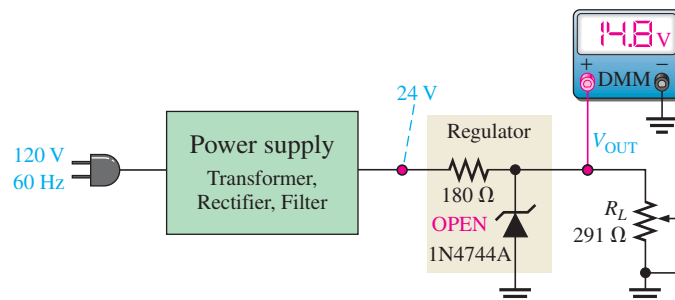 14.8 V
+ DMM −
24 V
Regulator
V_OUT
Power supply
Transformer,
Rectifier, Filter
120 V
60 Hz
180 Ω
OPEN
1N4744A
R_L
291 Ω